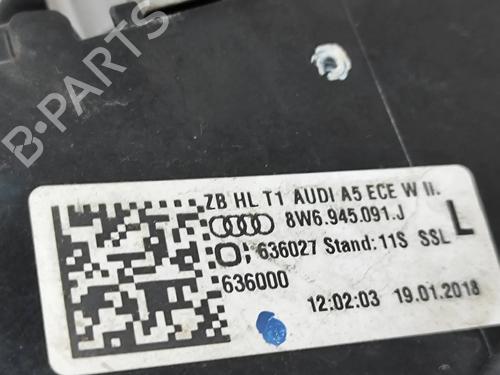 B-PARTS
ZB HL T1 AUDI A5 ECE W II.
8W6.945.091.J
L
636027 Stand:11S SSL
636000
12:02:03 19.01.2018